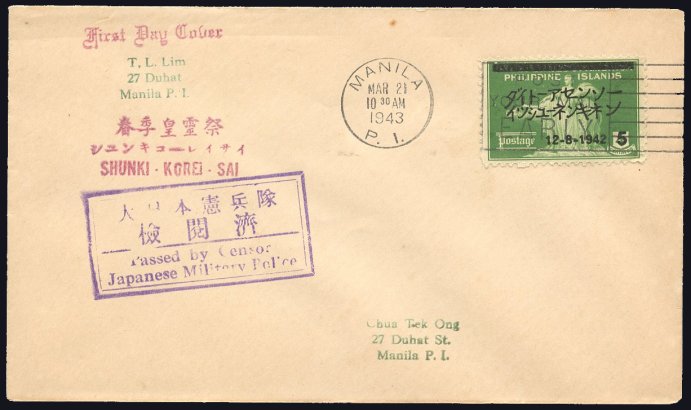 First Day Cover
T. L. Lim
27 Duhat
Manila P. I.
春季皇霊祭
シユンキコーレイサイ
SHUNKI - KOREI - SAI
大日本憲兵隊
檢閲濟
Passed by Censor
Japanese Military Police
MANILA
MAR 21
10 30 AM
1943
P. I.
PHILIPPINE ISLANDS
ダイトーアセンソー
イツシユーネンキネン
12-8-1942
5
Postage
Chua Tek Ong
27 Duhat St.
Manila P. I.